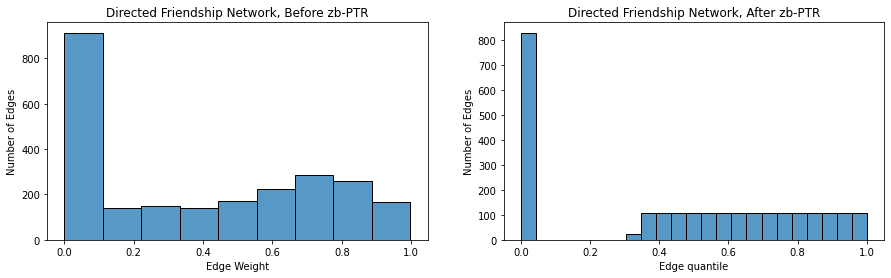 Directed Friendship Network, Before zb-PTR
Number of Edges
800
600
400
200
0
0.0 0.2 0.4 0.6 0.8 1.0
Edge Weight
Directed Friendship Network, After zb-PTR
Number of Edges
800
700
600
500
400
300
200
100
0
0.0 0.2 0.4 0.6 0.8 1.0
Edge quantile